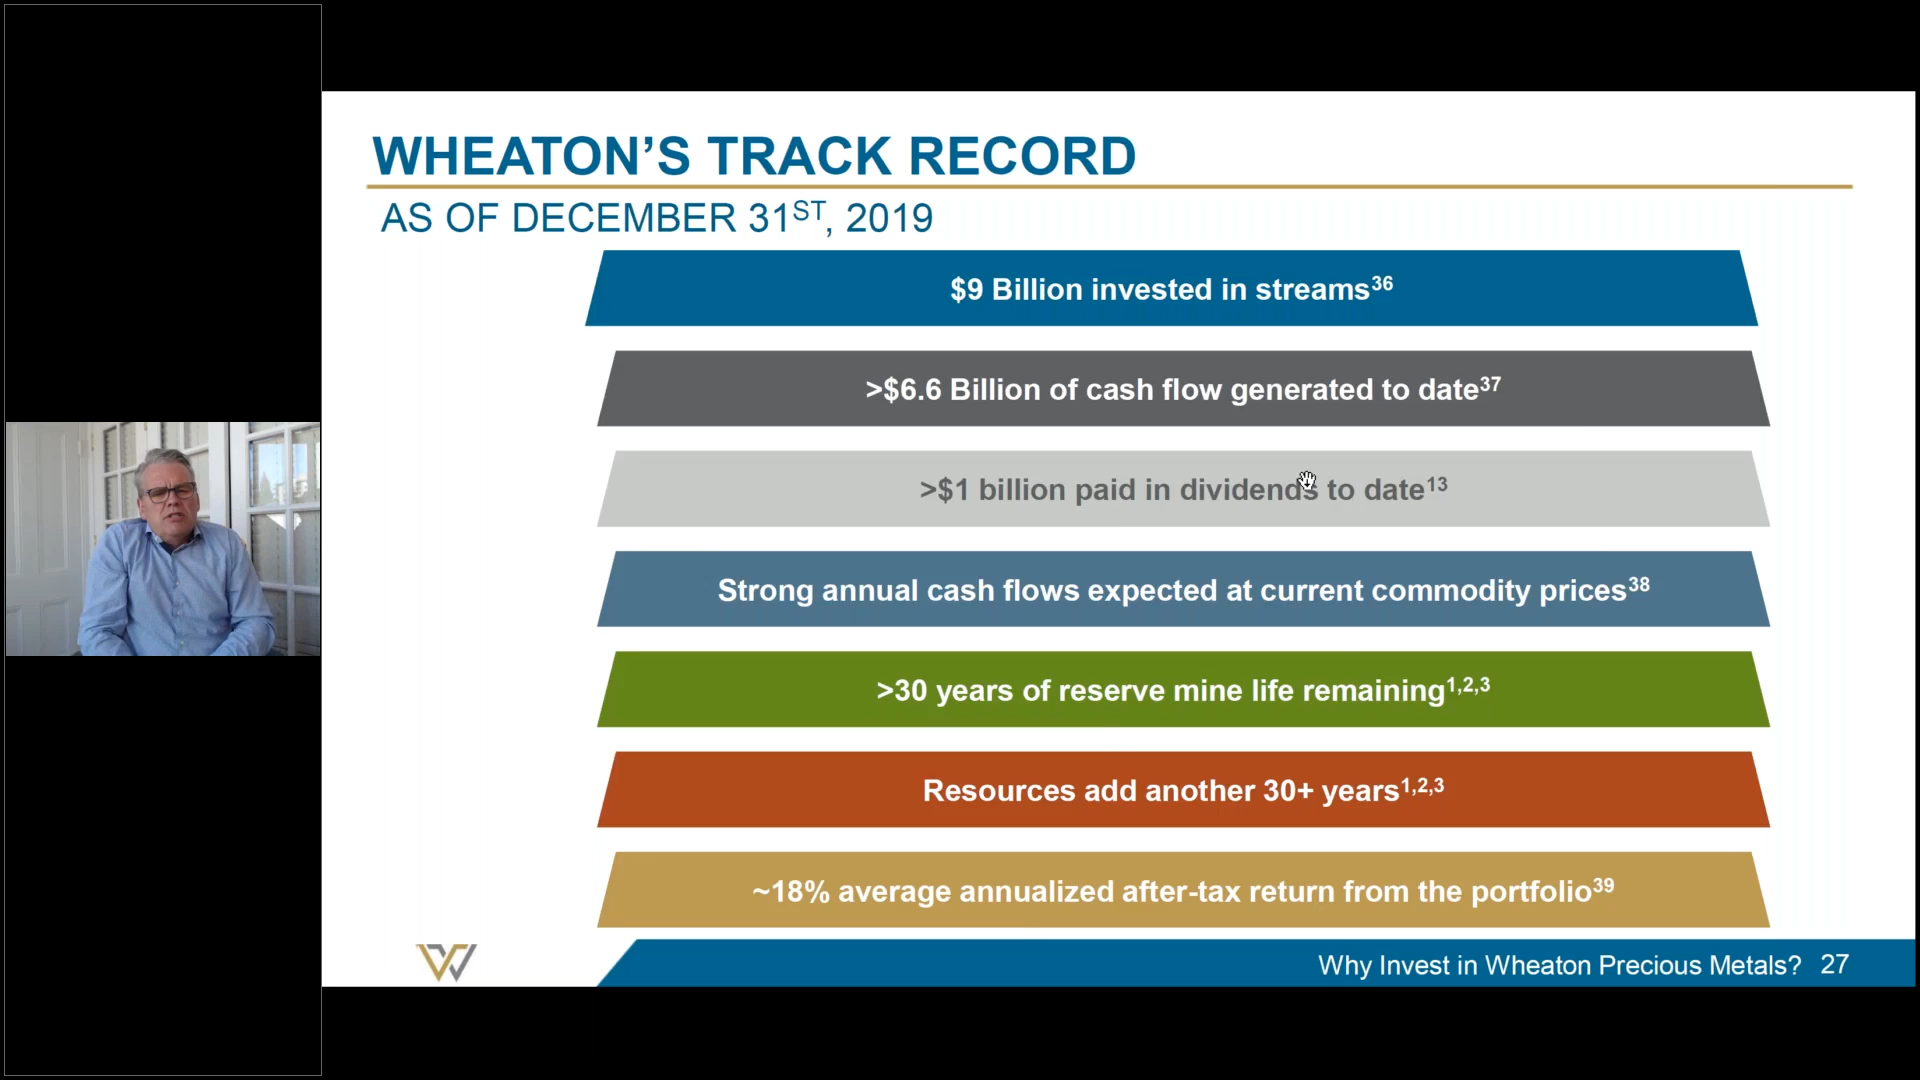 WHEATON’S TRACK RECORD
AS OF DECEMBER 31ST, 2019
$9 Billion invested in streams36
>$6.6 Billion of cash flow generated to date37
>$1 billion paid in dividends to date13
Strong annual cash flows expected at current commodity prices38
>30 years of reserve mine life remaining1,2,3
Resources add another 30+ years1,2,3
~18% average annualized after-tax return from the portfolio39
Why Invest in Wheaton Precious Metals? 27